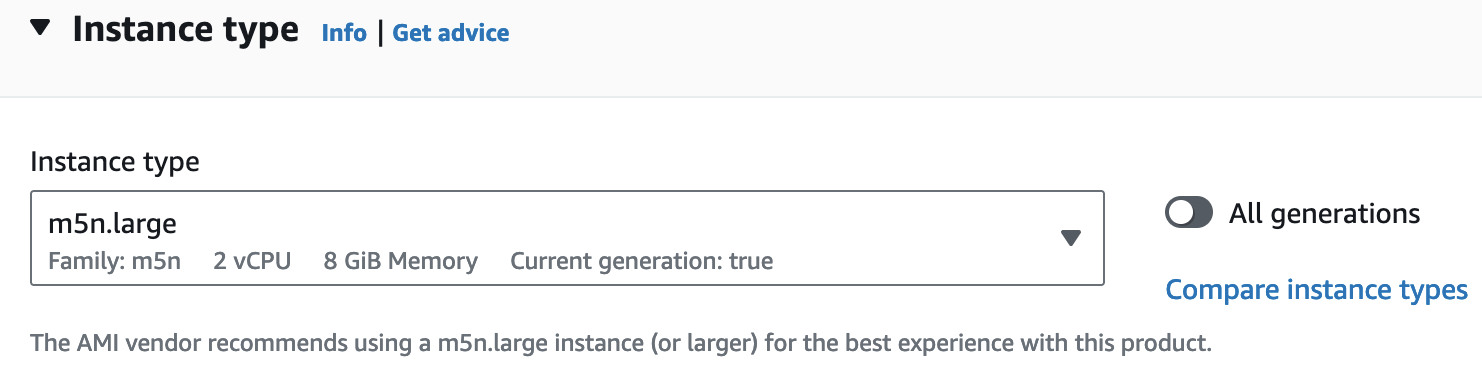 Instance type Info | Get advice
Instance type
m5n.large
Family: m5n 2 vCPU 8 GiB Memory Current generation: true
All generations
Compare instance types
The AMI vendor recommends using a m5n.large instance (or larger) for the best experience with this product.